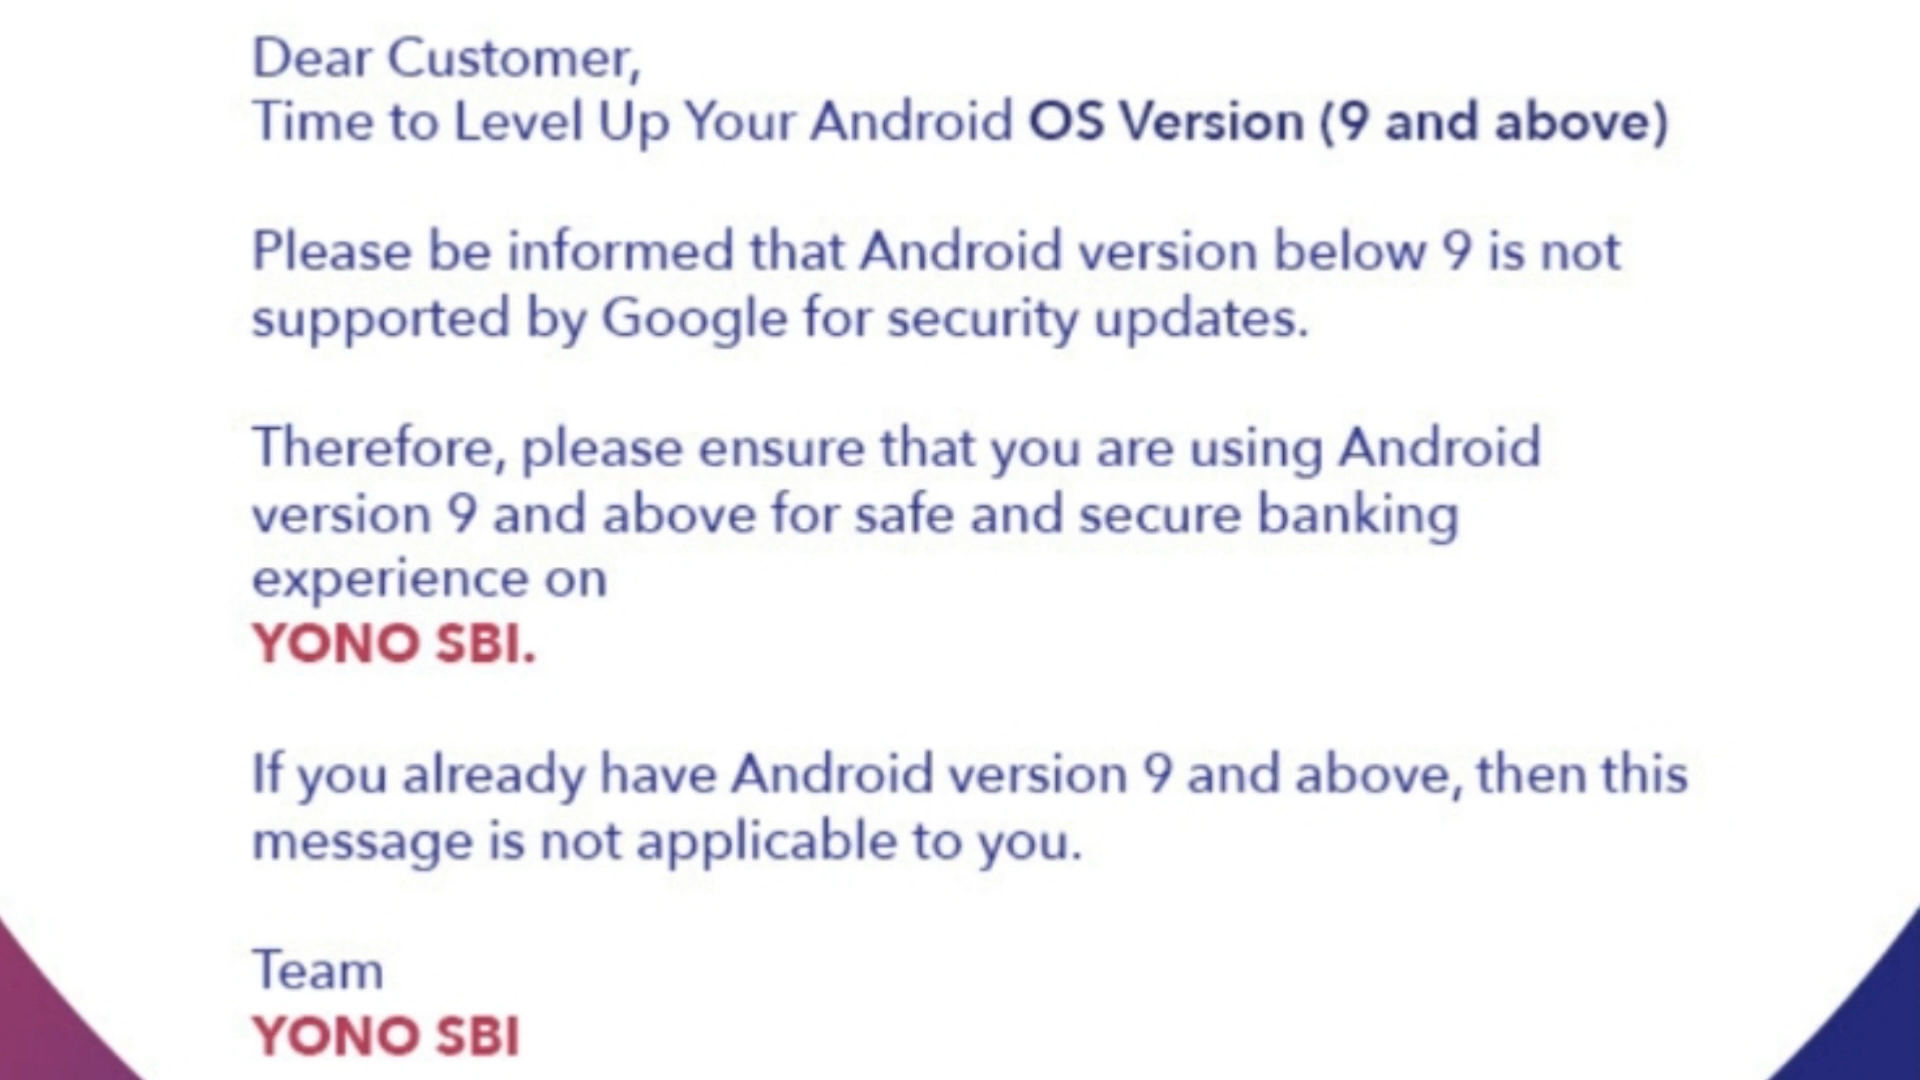 Dear Customer,
Time to Level Up Your Android OS Version (9 and above)
Please be informed that Android version below 9 is not
supported by Google for security updates.
Therefore, please ensure that you are using Android
version 9 and above for safe and secure banking
experience on
YONO SBI.
If you already have Android version 9 and above, then this
message is not applicable to you.
Team
YONO SBI